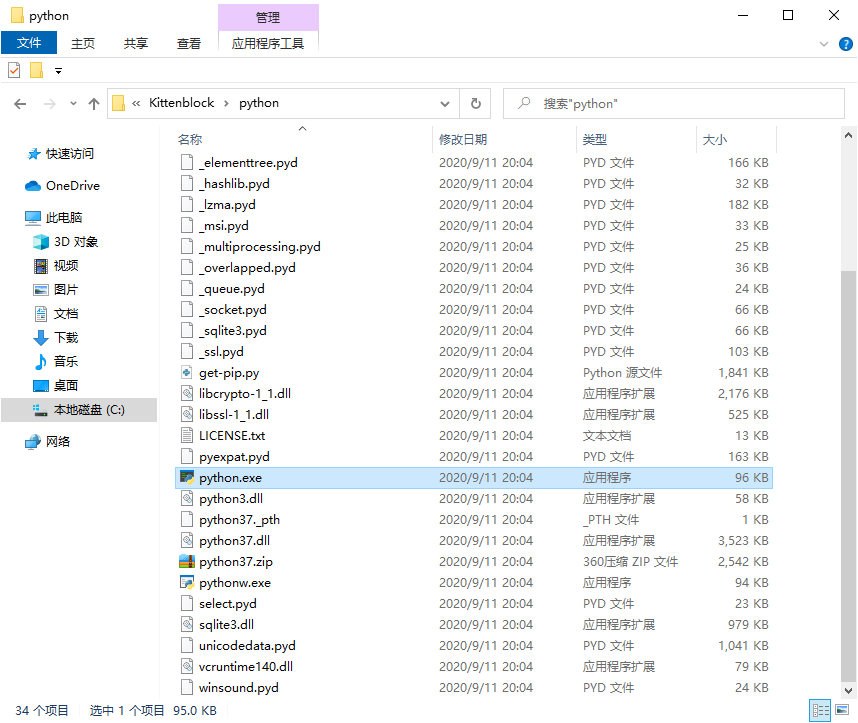 python
管理
文件
主页
共享
查看
应用程序工具
« Kittenblock › python
搜索"python"
名称
修改日期
类型
大小
快速访问
OneDrive
此电脑
3D 对象
视频
图片
文档
下载
音乐
桌面
本地磁盘 (C:)
网络
_elementtree.pyd 2020/9/11 20:04 PYD 文件 166 KB
_hashlib.pyd 2020/9/11 20:04 PYD 文件 32 KB
_lzma.pyd 2020/9/11 20:04 PYD 文件 182 KB
_msi.pyd 2020/9/11 20:04 PYD 文件 33 KB
_multiprocessing.pyd 2020/9/11 20:04 PYD 文件 25 KB
_overlapped.pyd 2020/9/11 20:04 PYD 文件 36 KB
_queue.pyd 2020/9/11 20:04 PYD 文件 24 KB
_socket.pyd 2020/9/11 20:04 PYD 文件 66 KB
_sqlite3.pyd 2020/9/11 20:04 PYD 文件 66 KB
_ssl.pyd 2020/9/11 20:04 PYD 文件 103 KB
get-pip.py 2020/9/11 20:04 Python 源文件 1,841 KB
libcrypto-1_1.dll 2020/9/11 20:04 应用程序扩展 2,176 KB
libssl-1_1.dll 2020/9/11 20:04 应用程序扩展 525 KB
LICENSE.txt 2020/9/11 20:04 文本文档 13 KB
pyexpat.pyd 2020/9/11 20:04 PYD 文件 163 KB
python.exe 2020/9/11 20:04 应用程序 96 KB
python3.dll 2020/9/11 20:04 应用程序扩展 58 KB
python37._pth 2020/9/11 20:04 _PTH 文件 1 KB
python37.dll 2020/9/11 20:04 应用程序扩展 3,523 KB
python37.zip 2020/9/11 20:04 360压缩 ZIP 文件 2,542 KB
pythonw.exe 2020/9/11 20:04 应用程序 94 KB
select.pyd 2020/9/11 20:04 PYD 文件 23 KB
sqlite3.dll 2020/9/11 20:04 应用程序扩展 979 KB
unicodedata.pyd 2020/9/11 20:04 PYD 文件 1,041 KB
vcruntime140.dll 2020/9/11 20:04 应用程序扩展 79 KB
winsound.pyd 2020/9/11 20:04 PYD 文件 24 KB
34 个项目
选中 1 个项目 95.0 KB